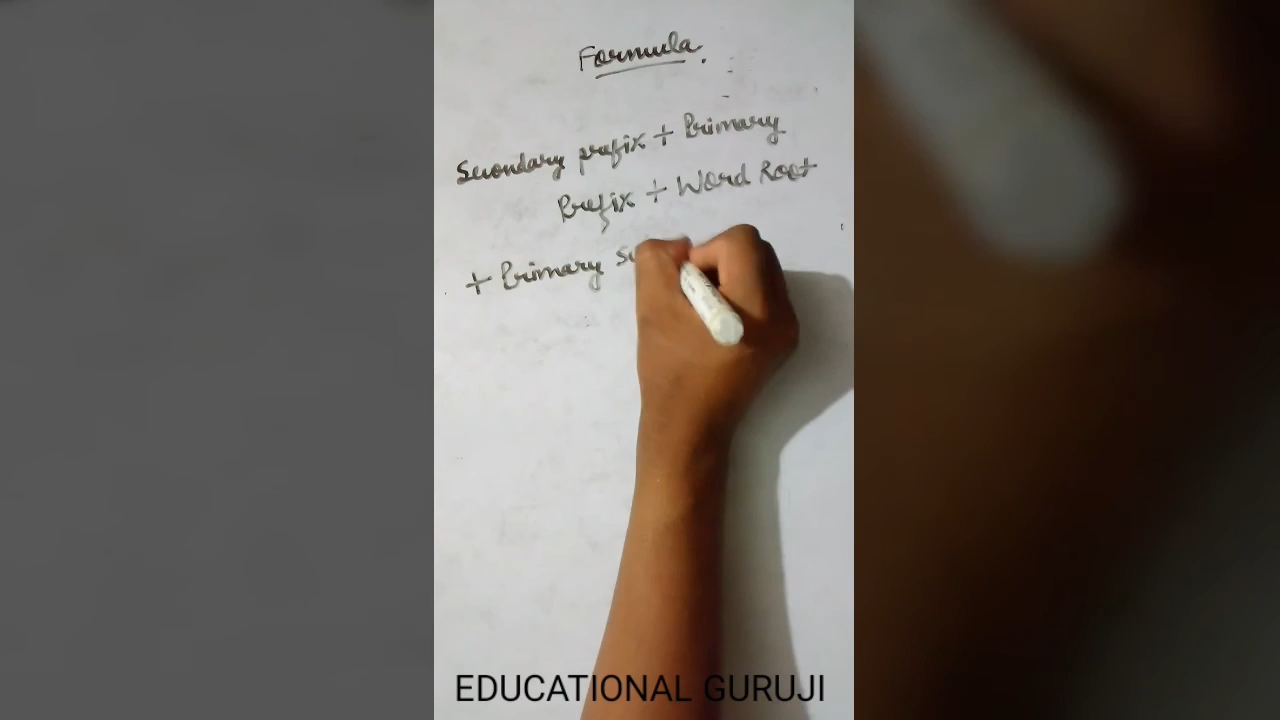 Formula
Secondary prefix + Primary
Prefix + Word Root
+ Primary
EDUCATIONAL GURUJI